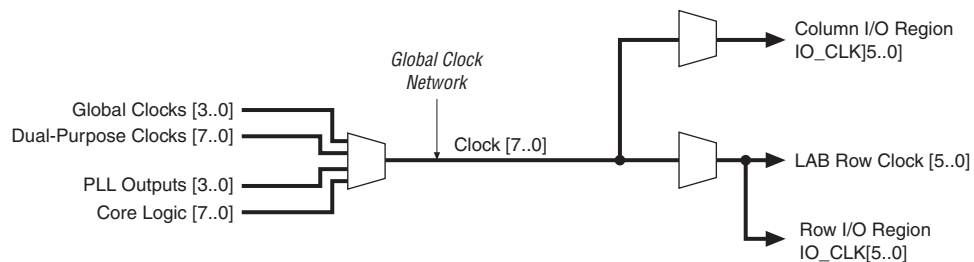 Column I/O Region
IO_CLK]5..0]
Global Clock
Network
Global Clocks [3..0]
Dual-Purpose Clocks [7..0]
Clock [7..0]
LAB Row Clock [5..0]
PLL Outputs [3..0]
Core Logic [7..0]
Row I/O Region
IO_CLK[5..0]